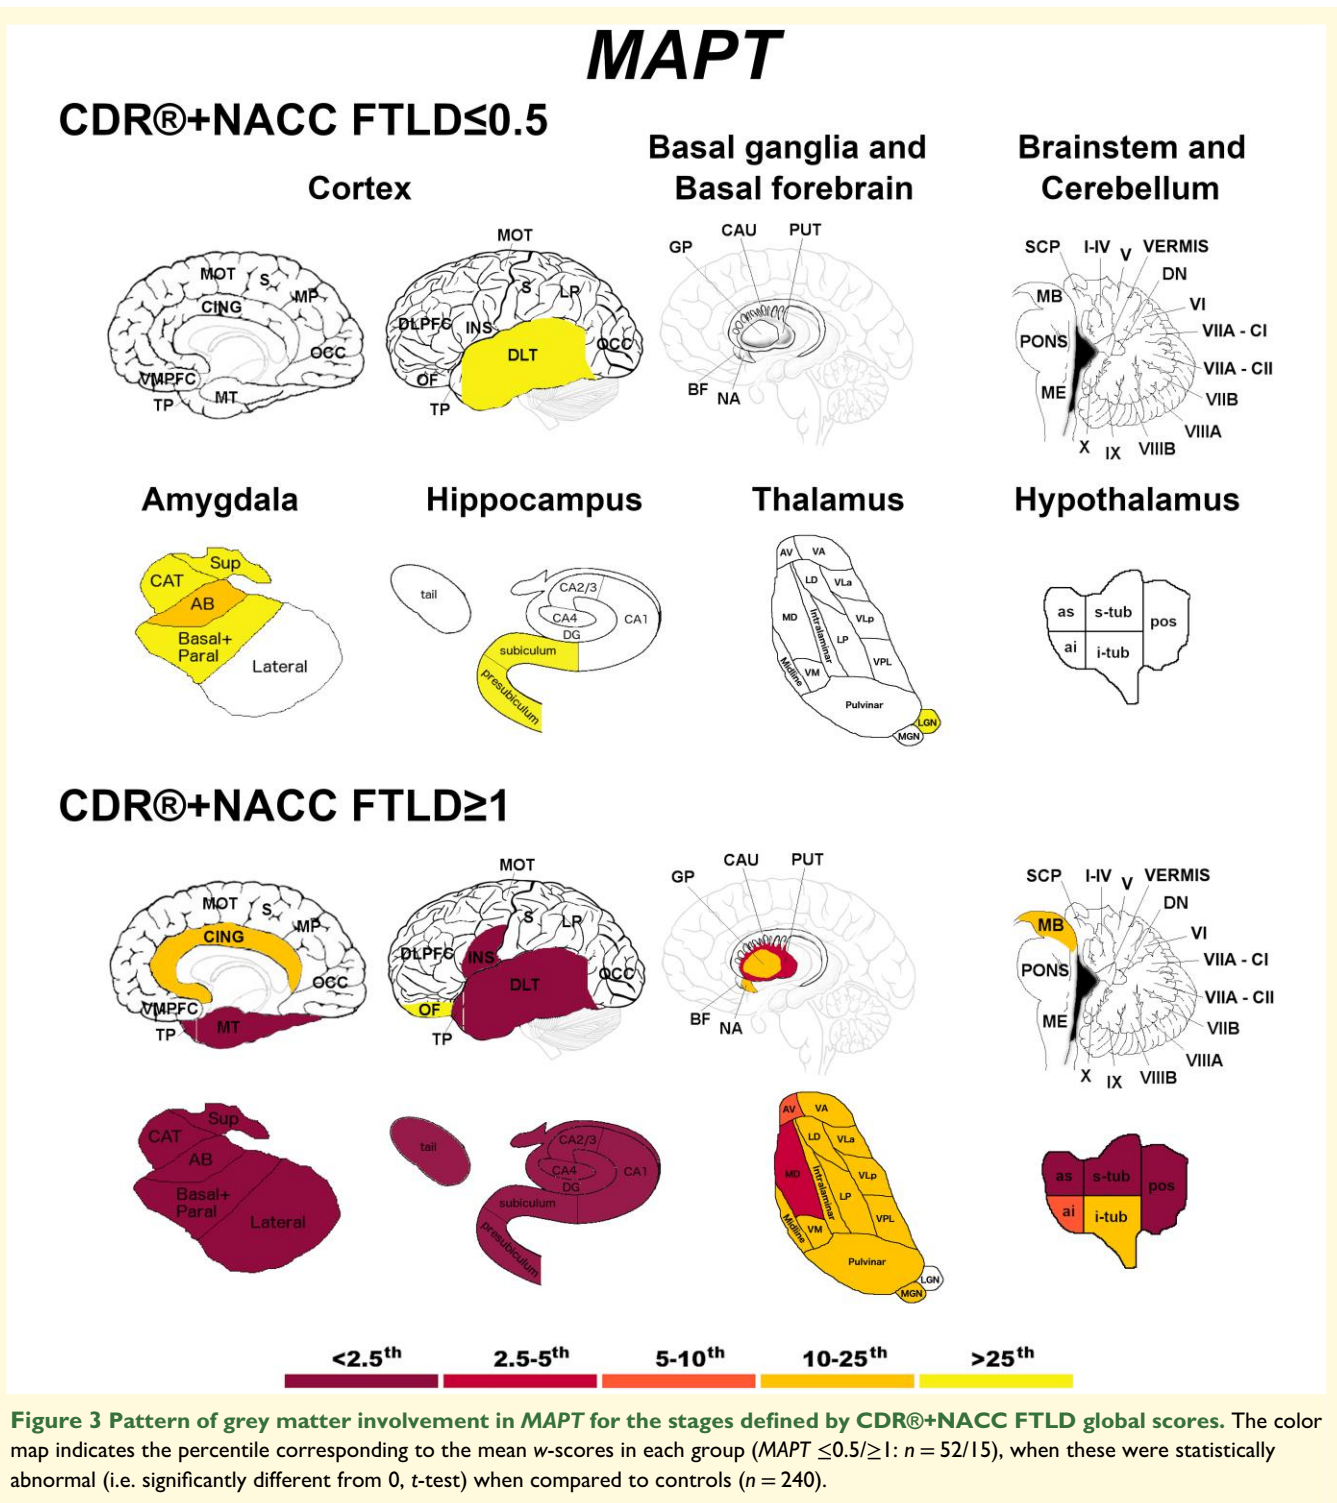 MAPT
CDR®+NACC FTLD≤0.5
Cortex
Basal ganglia and
Basal forebrain
Brainstem and
Cerebellum
MOT
S
MP
CING
OCC
VMPFC
TP
MT
MOT
S
LP
DLPFC
INS
DLT
OCC
OF
TP
GP
CAU
PUT
BF
NA
SCP
I-IV
V
VERMIS
DN
MB
VI
PONS
VIIA - CI
VIIA - CII
ME
VIIB
VIIIA
X
IX
VIIIB
Amygdala
Hippocampus
Thalamus
Hypothalamus
Sup
CAT
AB
Basal+
Paral
Lateral
tail
CA2/3
CA4
CA1
DG
subiculum
presubiculum
AV
VA
LD
VLa
MD
Intralaminar
VLp
LP
VPL
Midline
VM
Pulvinar
LGN
MGN
as
s-tub
pos
ai
i-tub
CDR®+NACC FTLD≥1
MOT
S
MP
CING
OCC
VMPFC
TP
MT
MOT
S
LP
DLPFC
INS
DLT
OCC
OF
TP
GP
CAU
PUT
BF
NA
SCP
I-IV
V
VERMIS
DN
MB
VI
PONS
VIIA - CI
VIIA - CII
ME
VIIB
VIIIA
X
IX
VIIIB
Sup
CAT
AB
Basal+
Paral
Lateral
tail
CA2/3
CA4
CA1
DG
subiculum
presubiculum
AV
VA
LD
VLa
MD
Intralaminar
VLp
LP
VPL
Midline
VM
Pulvinar
LGN
MGN
as
s-tub
pos
ai
i-tub
<2.5th 2.5-5th 5-10th 10-25th >25th
Figure 3 Pattern of grey matter involvement in MAPT for the stages defined by CDR®+NACC FTLD global scores. The color
map indicates the percentile corresponding to the mean w-scores in each group (MAPT ≤0.5/≥1: n = 52/15), when these were statistically
abnormal (i.e. significantly different from 0, t-test) when compared to controls (n = 240).